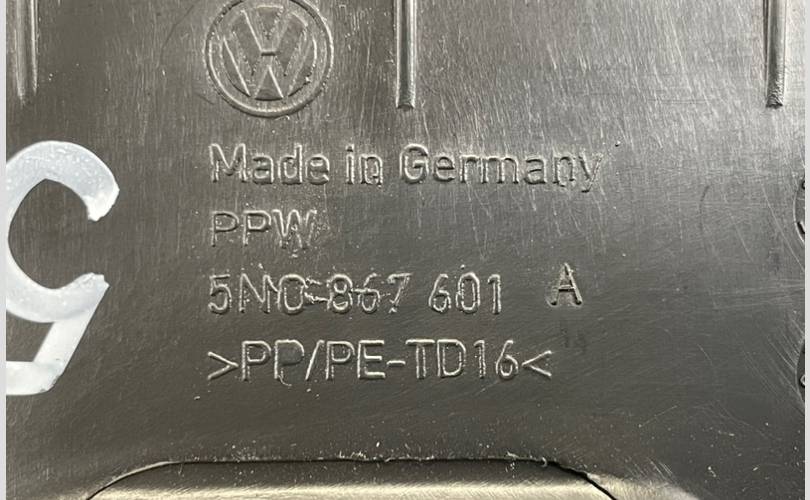 Made in Germany
PPW
5N0 867 601 A
>PP/PE-TD16<